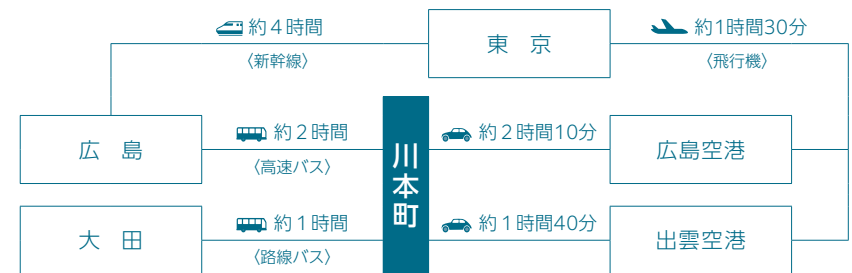 約4時間
〈新幹線〉
東 京
約1時間30分
〈飛行機〉
広 島
約2時間
〈高速バス〉
川本町
約2時間10分
広島空港
大 田
約1時間
〈路線バス〉
約1時間40分
出雲空港